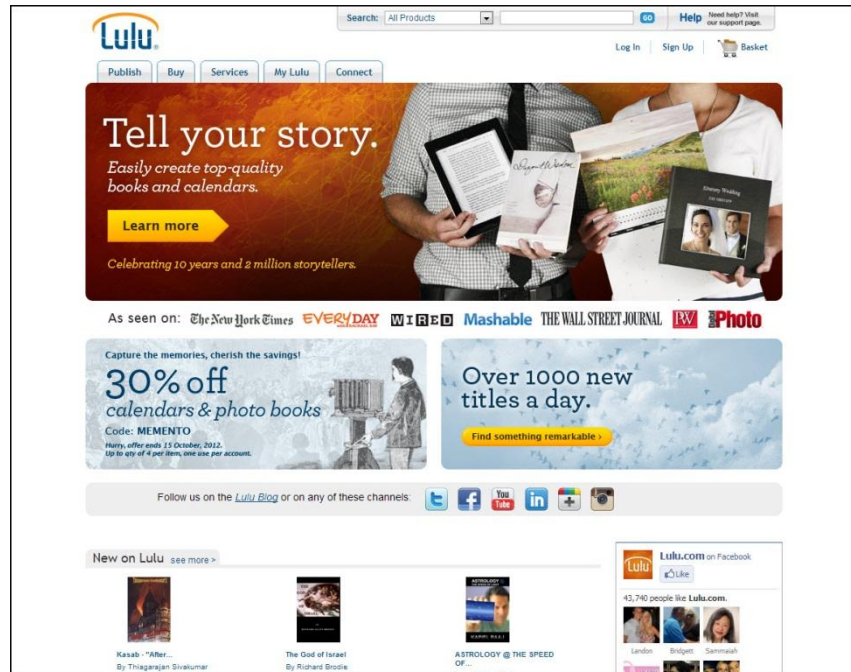 Search:
All Products
GO
Help
Need help? Visit
our support page.
Lulu
Log In
Sign Up
Basket
Publish
Buy
Services
My Lulu
Connect
Tell your story.
Easily create top-quality
books and calendars.
Learn more
Celebrating 10 years and 2 million storytellers.
Elegant Wisdom
Kinsey Wedding
As seen on:
The New York Times
EVERYDAY
WIRED
Mashable
THE WALL STREET JOURNAL
PW
Digital Photo
Capture the memories, cherish the savings!
30% off
calendars & photo books
Code: MEMENTO
Hurry, offer ends 15 October, 2012.
Up to qty of 4 per item, one use per account.
Over 1000 new
titles a day.
Find something remarkable ›
Follow us on the Lulu Blog or on any of these channels:
You
Tube
in
New on Lulu
see more >
Kasab - "After...
By Thiagarajan Sivakumar
The God of Israel
By Richard Brodie
ASTROLOGY
ASTROLOGY @ THE SPEED
OF...
Lulu
Lulu.com on Facebook
Like
43,740 people like Lulu.com.
Landon
Bridgett
Sammaiah